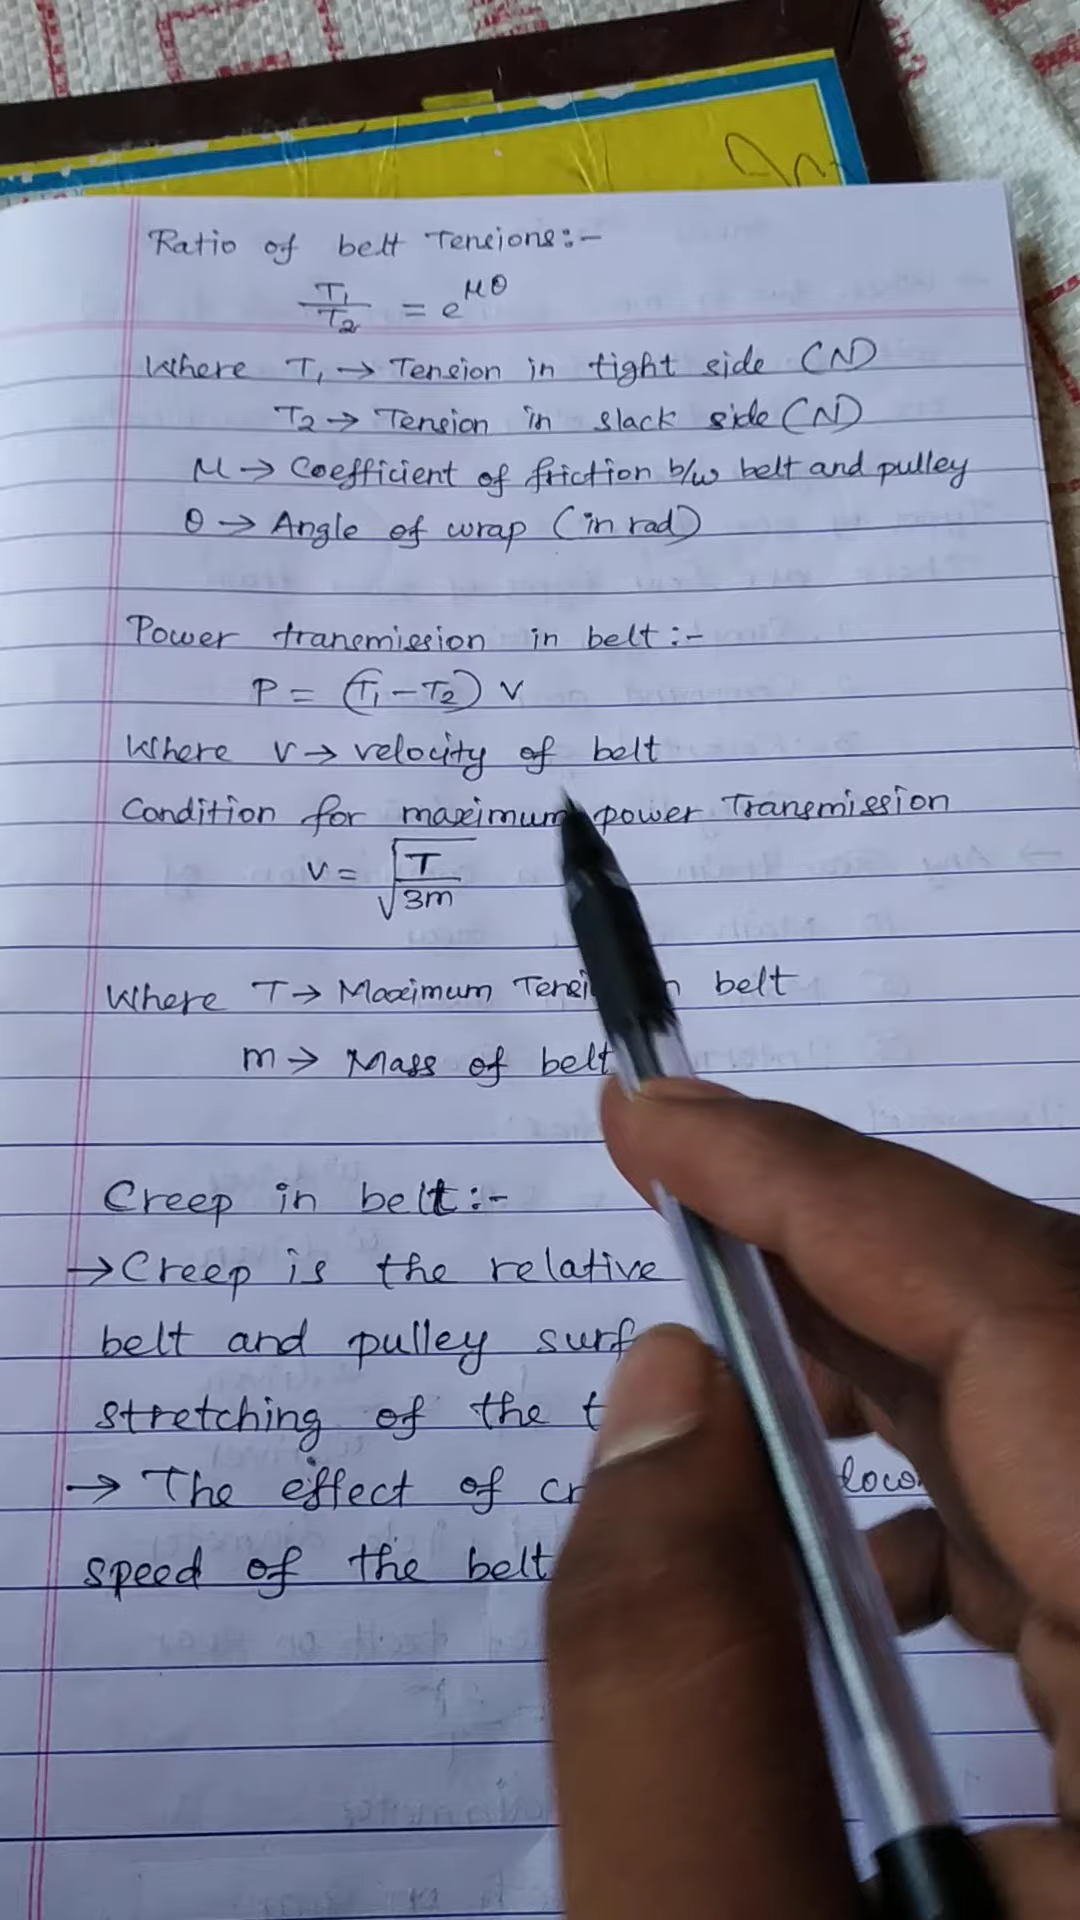 Ratio of belt Tensions:-
T1/T2 = e^μθ
Where T1 → Tension in tight side (N)
T2 → Tension in slack side (N)
μ → Coefficient of friction b/w belt and pulley
θ → Angle of wrap (in rad)
Power transmission in belt:-
P = (T1 - T2) v
Where v → velocity of belt
Condition for maximum power Transmission
v = √(T/3m)
Where T → Maximum belt
m → Mass of belt
Creep in belt:-
→ Creep is the relative
belt and pulley
stretching of the
→ The effect of
speed of the belt